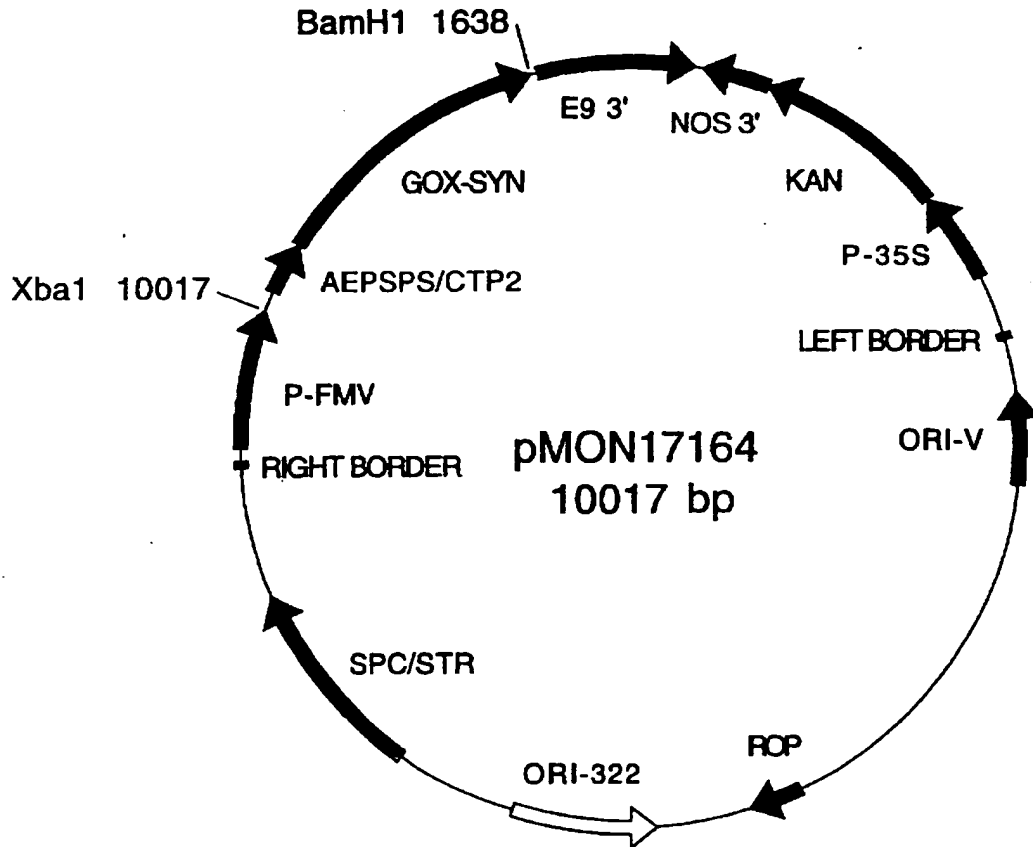 BamH1 1638
E9 3'
NOS 3'
GOX-SYN
KAN
P-35S
AEPSPS/CTP2
Xba1 10017
LEFT BORDER
P-FMV
ORI-V
pMON17164
RIGHT BORDER
10017 bp
SPC/STR
ROP
ORI-322